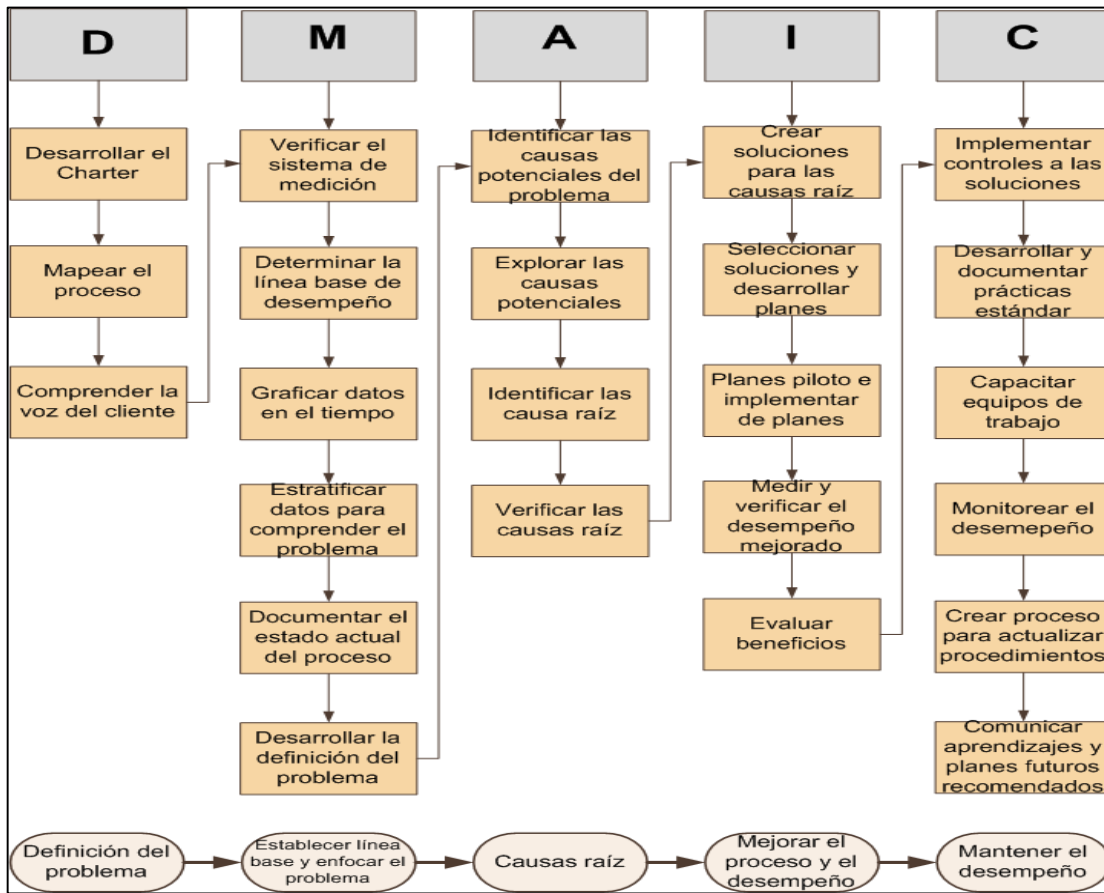 D
Desarrollar el
Charter
Mapear el
proceso
Comprender la
voz del cliente
M
Verificar el
sistema de
medición
Determinar la
línea base de
desempeño
Graficar datos
en el tiempo
Estratificar
datos para
comprender el
problema
Documentar el
estado actual
del proceso
Desarrollar la
definición del
problema
A
Identificar las
causas
potenciales del
problema
Explorar las
causas
potenciales
Identificar las
causa raíz
Verificar las
causas raíz
I
Crear
soluciones
para las
causas raíz
Seleccionar
soluciones y
desarrollar
planes
Planes piloto e
implementar
de planes
Medir y
verificar el
desempeño
mejorado
Evaluar
beneficios
C
Implementar
controles a las
soluciones
Desarrollar y
documentar
prácticas
estándar
Capacitar
equipos de
trabajo
Monitorear el
desemepeño
Crear proceso
para actualizar
procedimientos
Comunicar
aprendizajes y
planes futuros
recomendados
Definición del
problema
Establecer línea
base y enfocar el
problema
Causas raíz
Mejorar el
proceso y el
desempeño
Mantener el
desempeño